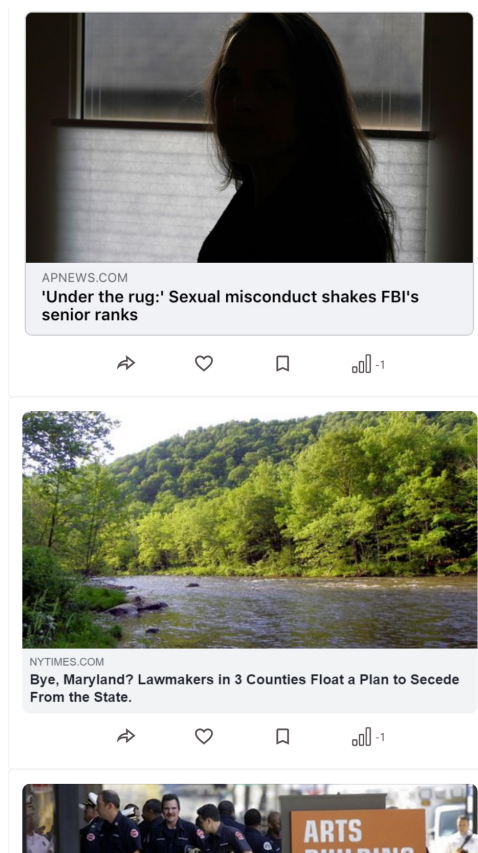 APNEWS.COM
'Under the rug:' Sexual misconduct shakes FBI's
senior ranks
-1
NYTIMES.COM
Bye, Maryland? Lawmakers in 3 Counties Float a Plan to Secede
From the State.
-1
ARTS
BUILDING